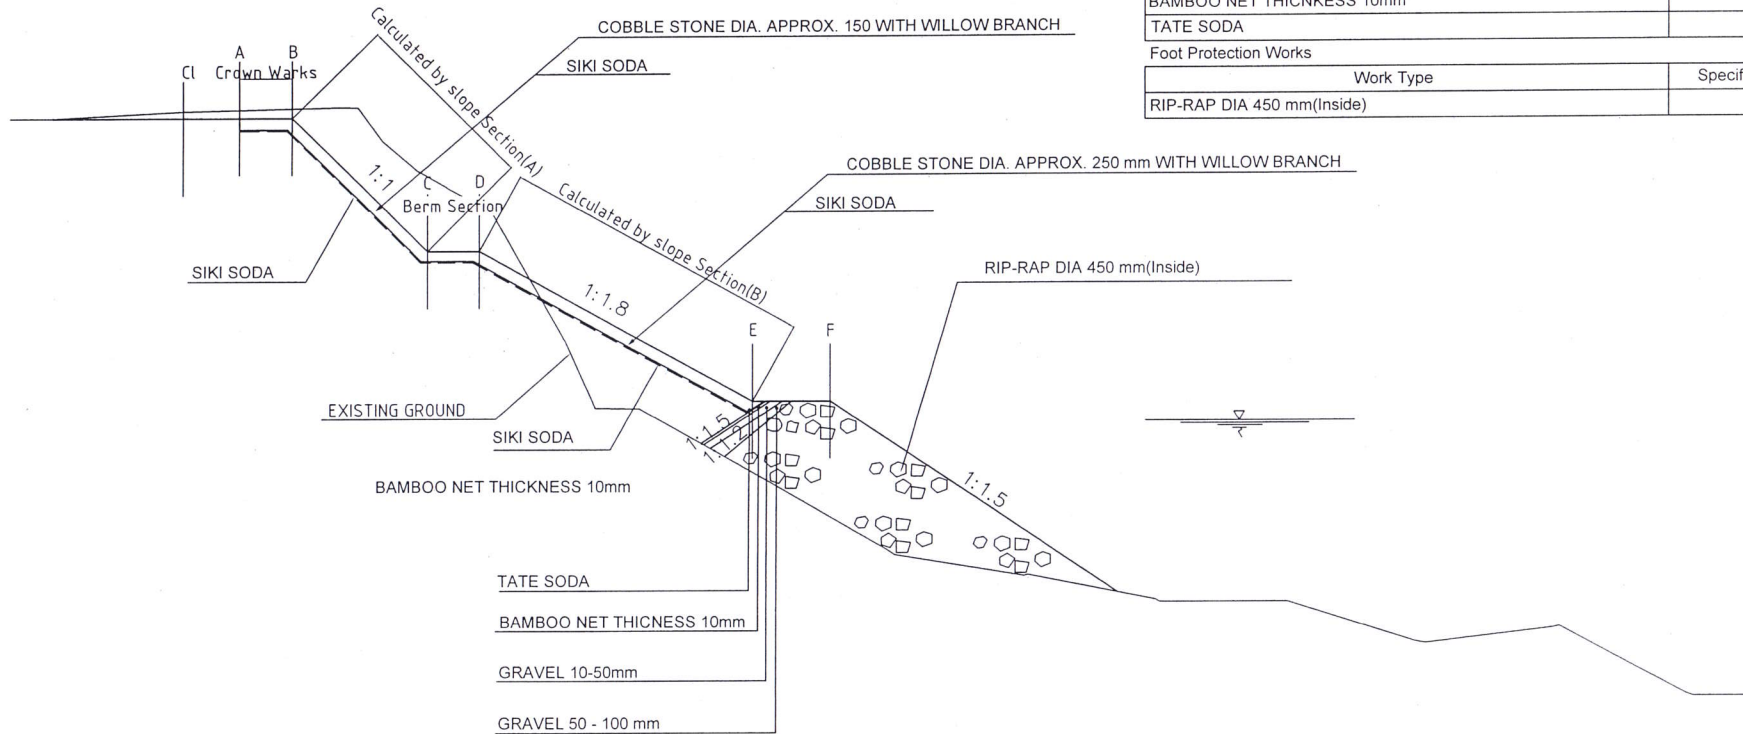 BAMBOO NET THICNKESS 10mm
TATE SODA
Foot Protection Works
Work Type
RIP-RAP DIA 450 mm(Inside)
COBBLE STONE DIA. APPROX. 150 WITH WILLOW BRANCH
SIKI SODA
Calculated by slope Section(A)
A
B
Cl
Crown Warks
1:1
C
D
Berm Section
COBBLE STONE DIA. APPROX. 250 mm WITH WILLOW BRANCH
SIKI SODA
Calculated by slope Section(B)
SIKI SODA
1:1.8
RIP-RAP DIA 450 mm(Inside)
E
F
EXISTING GROUND
SIKI SODA
1:1.5
1:1.2
1:1.5
BAMBOO NET THICKNESS 10mm
TATE SODA
BAMBOO NET THICNESS 10mm
GRAVEL 10-50mm
GRAVEL 50 - 100 mm